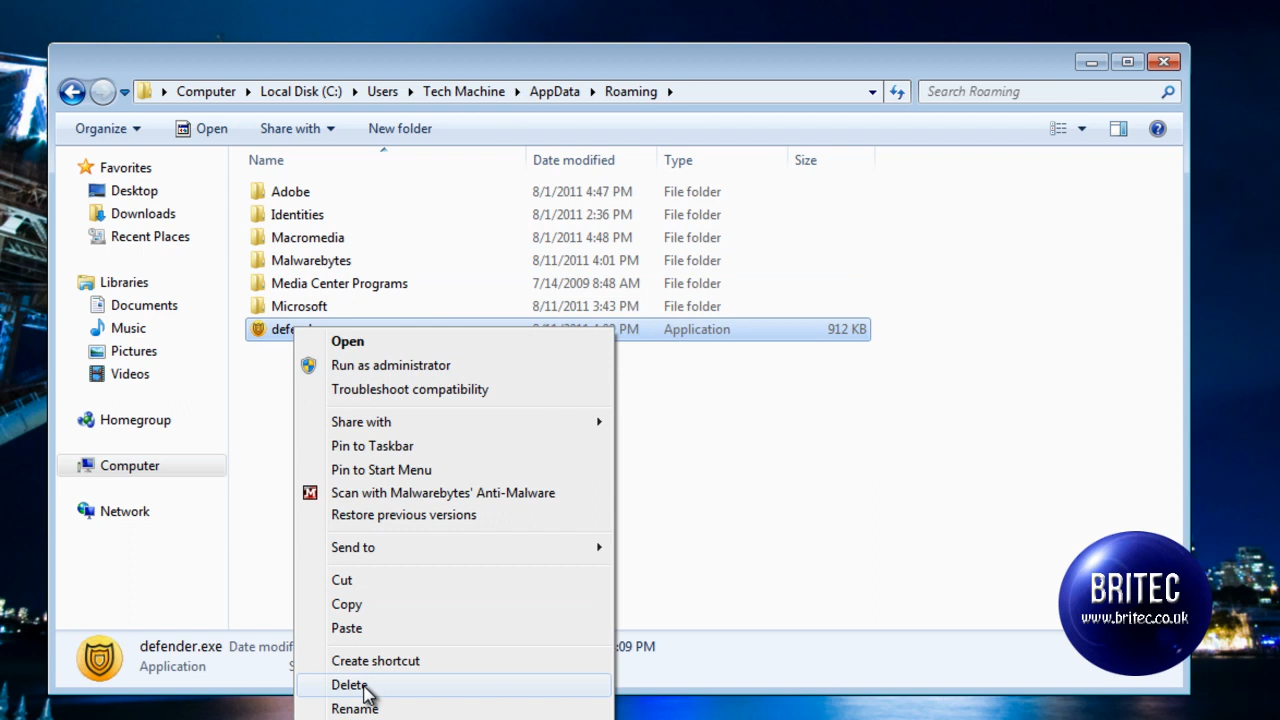 Computer Local Disk (C:) Users Tech Machine AppData Roaming
Search Roaming
Organize Open Share with New folder
Name Date modified Type Size
Favorites
Desktop
Downloads
Recent Places
Libraries
Documents
Music
Pictures
Videos
Homegroup
Computer
Network
Adobe 8/1/2011 4:47 PM File folder
Identities 8/1/2011 2:36 PM File folder
Macromedia 8/1/2011 4:48 PM File folder
Malwarebytes 8/11/2011 4:01 PM File folder
Media Center Programs 7/14/2009 8:48 AM File folder
Microsoft 8/11/2011 3:43 PM File folder
PM Application 912 KB
Open
Run as administrator
Troubleshoot compatibility
Share with
Pin to Taskbar
Pin to Start Menu
Scan with Malwarebytes' Anti-Malware
Restore previous versions
Send to
Cut
Copy
Paste
Create shortcut
Delete
Rename
defender.exe Date modif :09 PM
Application S
BRITEC
www.britec.co.uk